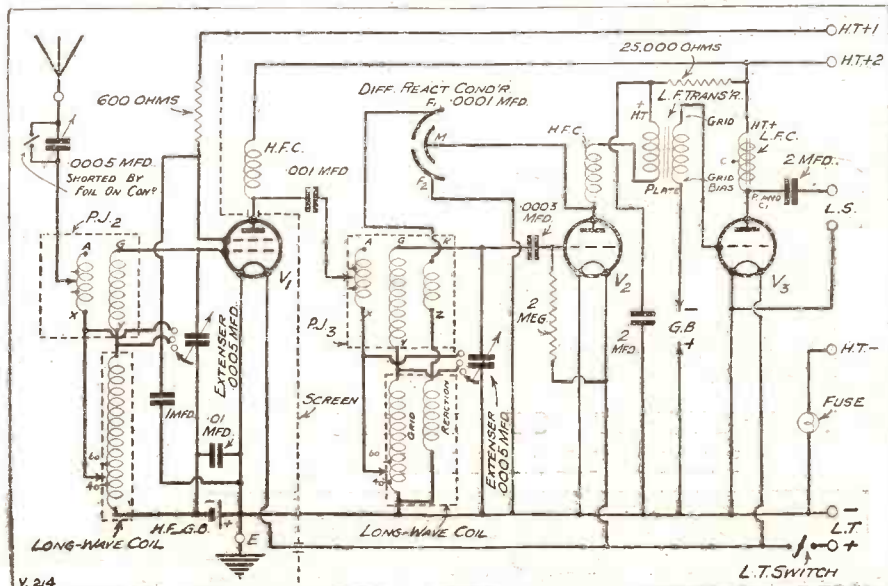 H.T.+1
H.T.+2
25,000 OHMS
600 OHMS
DIFF. REACT COND'R
.0001 MFD.
F1
M
F2
H.F.C.
.001 MFD
.0005 MFD.
SHORTED BY
FOIL ON CONR
P.J.2
A
G
X
Y
V1
EXTENSER
.0005 MFD.
1 MFD.
.01
MFD.
60
40
H.F. G.B.
+
E
LONG-WAVE COIL
SCREEN
P.J.3
A
G
R
X
Y
Z
GRID
REACTION
60
40
LONG-WAVE COIL
EXTENSER
.0005 MFD.
.0003
MFD.
2
MEG.
H.F.C.
V2
2
MFD.
+
HT
L.F. TRANS'R.
GRID
PLATE
GRID
BIAS
G.B
-
+
HT+
L.F.C.
C
P. AND
C1
2 MFD.
V3
L.S.
H.T.-
FUSE
-
L.T.
+
L.T. SWITCH
V.214